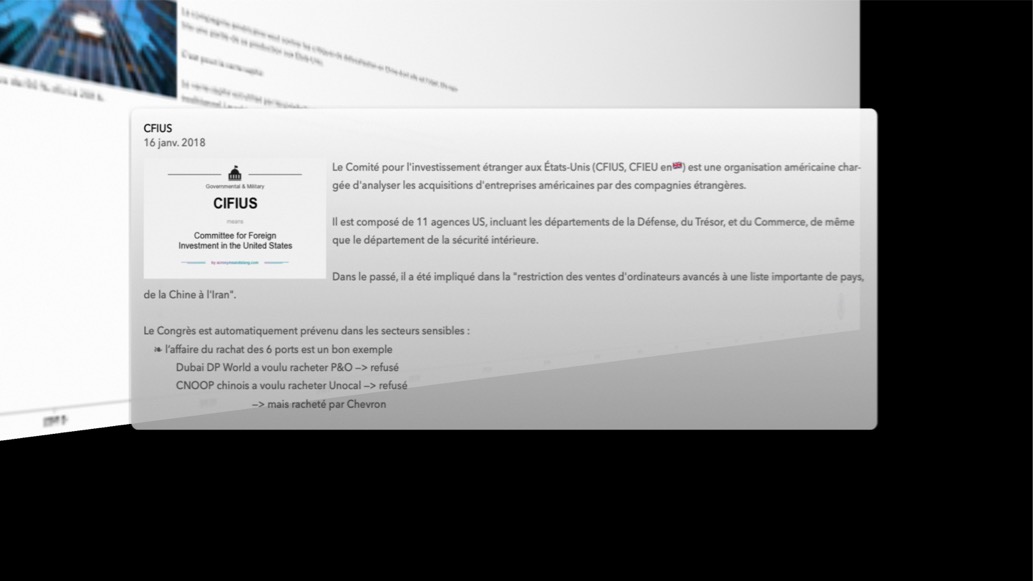 CFIUS
16 janv. 2018
Governmental & Military
CIFIUS
means
Committee for Foreign
Investment in the United States
Le Comité pour l'investissement étranger aux États-Unis (CFIUS, CFIEU en🇬🇧) est une organisation américaine char-
gée d'analyser les acquisitions d'entreprises américaines par des compagnies étrangères.
Il est composé de 11 agences US, incluant les départements de la Défense, du Trésor, et du Commerce, de même
que le département de la sécurité intérieure.
Dans le passé, il a été impliqué dans la "restriction des ventes d'ordinateurs avancés à une liste importante de pays,
de la Chine à l'Iran".
Le Congrès est automatiquement prévenu dans les secteurs sensibles :
❧ l'affaire du rachat des 6 ports est un bon exemple
Dubai DP World a voulu racheter P&O –> refusé
CNOOP chinois a voulu racheter Unocal –> refusé
–> mais racheté par Chevron